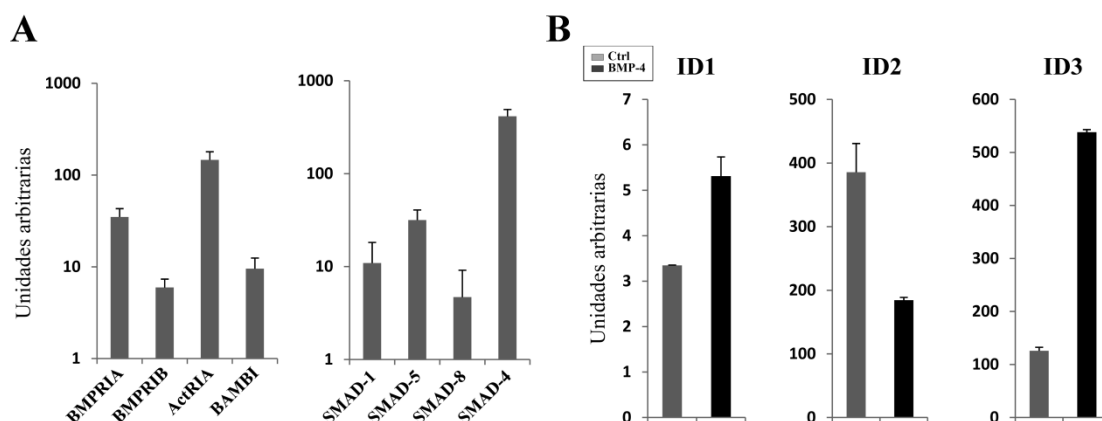 A
Unidades arbitrarias
1000
100
10
1
BMPRIA
BMPRIB
ActRIA
BAMBI
1000
100
10
1
SMAD-1
SMAD-5
SMAD-8
SMAD-4
B
Ctrl
BMP-4
Unidades arbitrarias
ID1
7
6
5
4
3
2
1
0
ID2
500
400
300
200
100
0
ID3
600
500
400
300
200
100
0